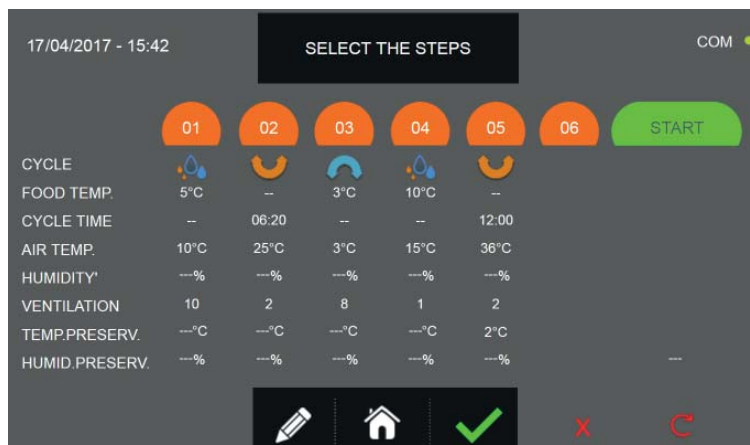 17/04/2017 - 15:42 SELECT THE STEPS COM
01 02 03 04 05 06 START
CYCLE
FOOD TEMP. 5°C -- 3°C 10°C --
CYCLE TIME -- 06:20 -- -- 12:00
AIR TEMP. 10°C 25°C 3°C 15°C 36°C
HUMIDITY' ---% ---% ---% ---% ---%
VENTILATION 10 2 8 1 2
TEMP.PRESERV. ---°C ---°C ---°C ---°C 2°C
HUMID.PRESERV. ---% ---% ---% ---% ---% ---
X